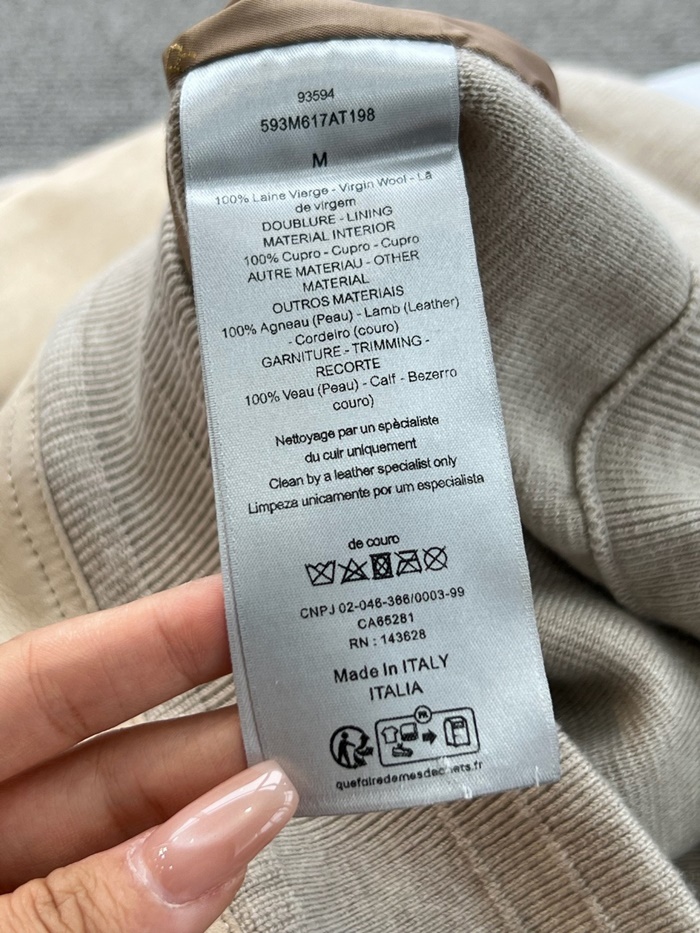 93594
593M617AT198
M
100% Laine Vierge - Virgin Wool - Lã
de virgem
DOUBLURE - LINING
MATERIAL INTERIOR
100% Cupro - Cupro - Cupro
AUTRE MATERIAU - OTHER
MATERIAL
OUTROS MATERIAIS
100% Agneau (Peau) - Lamb (Leather)
- Cordeiro (couro)
GARNITURE - TRIMMING -
RECORTE
100% Veau (Peau) - Calf - Bezerro
couro)
Nettoyage par un spècialiste
du cuir uniquement
Clean by a leather specialist only
Limpeza unicamente por um especialista
de couro
CNPJ 02-046-366/0003-99
CA65281
RN : 143628
Made In ITALY
ITALIA
FR
quefairedemesdechets.fr